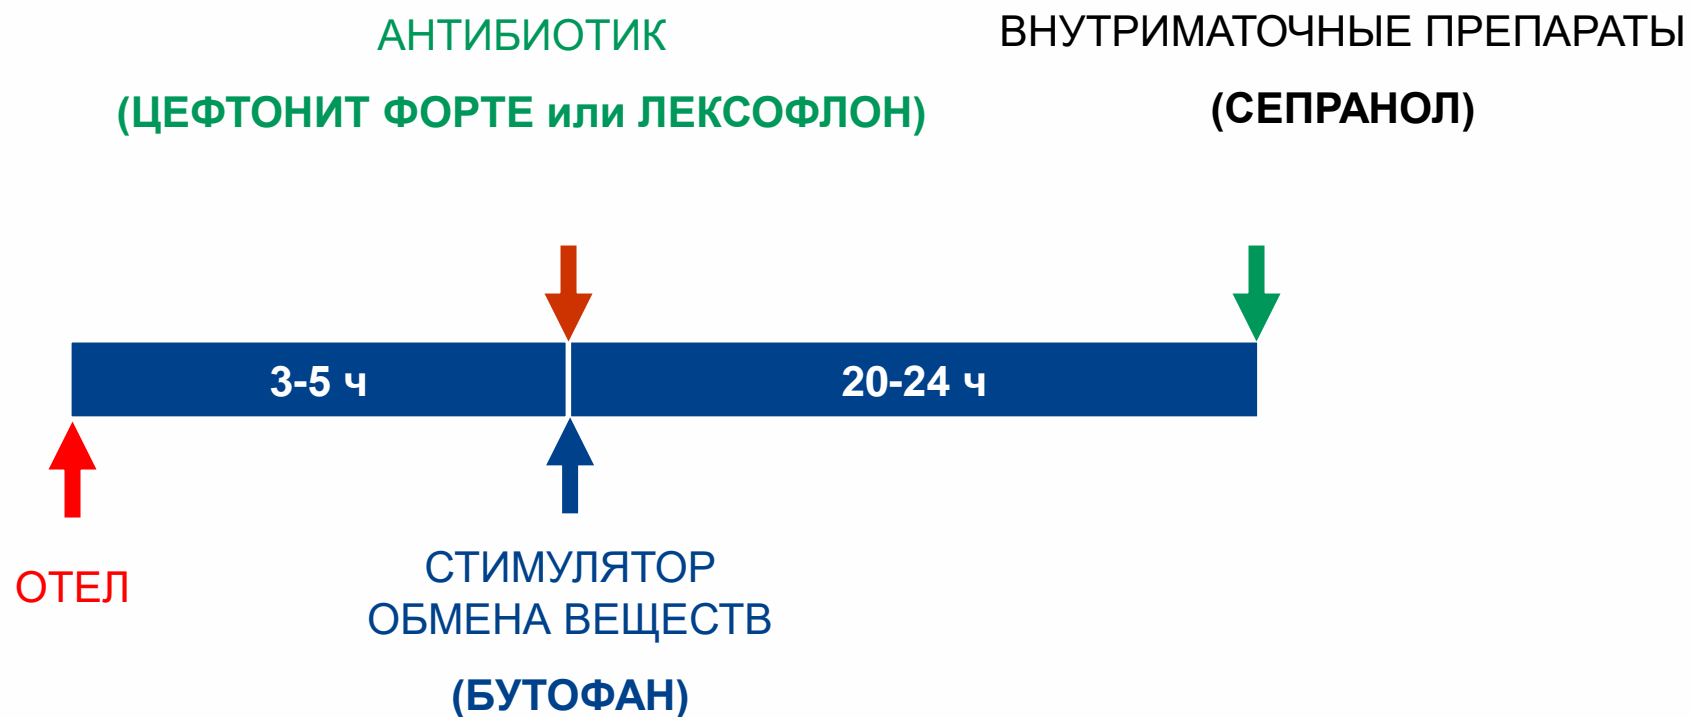 АНТИБИОТИК
(ЦЕФТОНИТ ФОРТЕ или ЛЕКСОФЛОН)
ВНУТРИМАТОЧНЫЕ ПРЕПАРАТЫ
(СЕПРАНОЛ)
3-5 ч
20-24 ч
ОТЕЛ
СТИМУЛЯТОР
ОБМЕНА ВЕЩЕСТВ
(БУТОФАН)